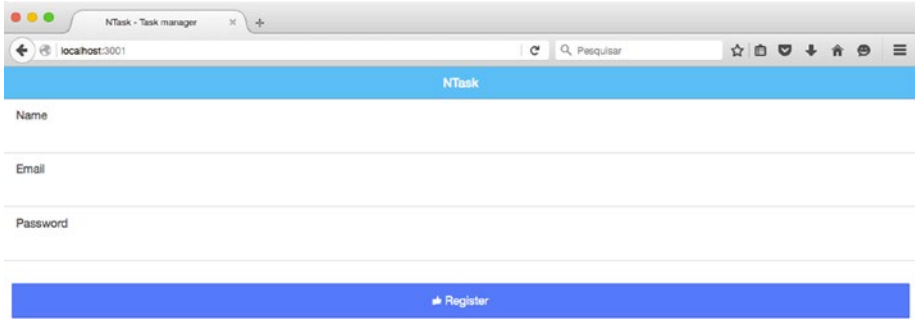 NTask - Task manager
localhost:3001
Pesquisar
NTask
Name
Email
Password
Register